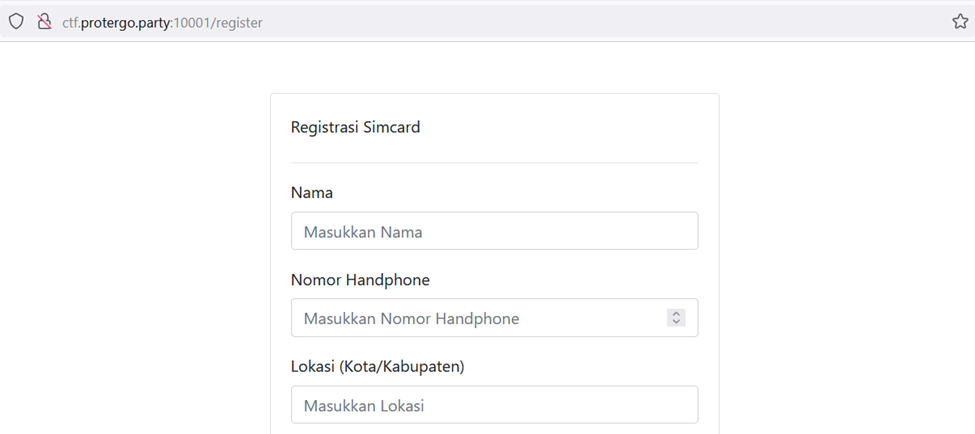 ctf.protergo.party:10001/register
Registrasi Simcard
Nama
Masukkan Nama
Nomor Handphone
Masukkan Nomor Handphone
Lokasi (Kota/Kabupaten)
Masukkan Lokasi